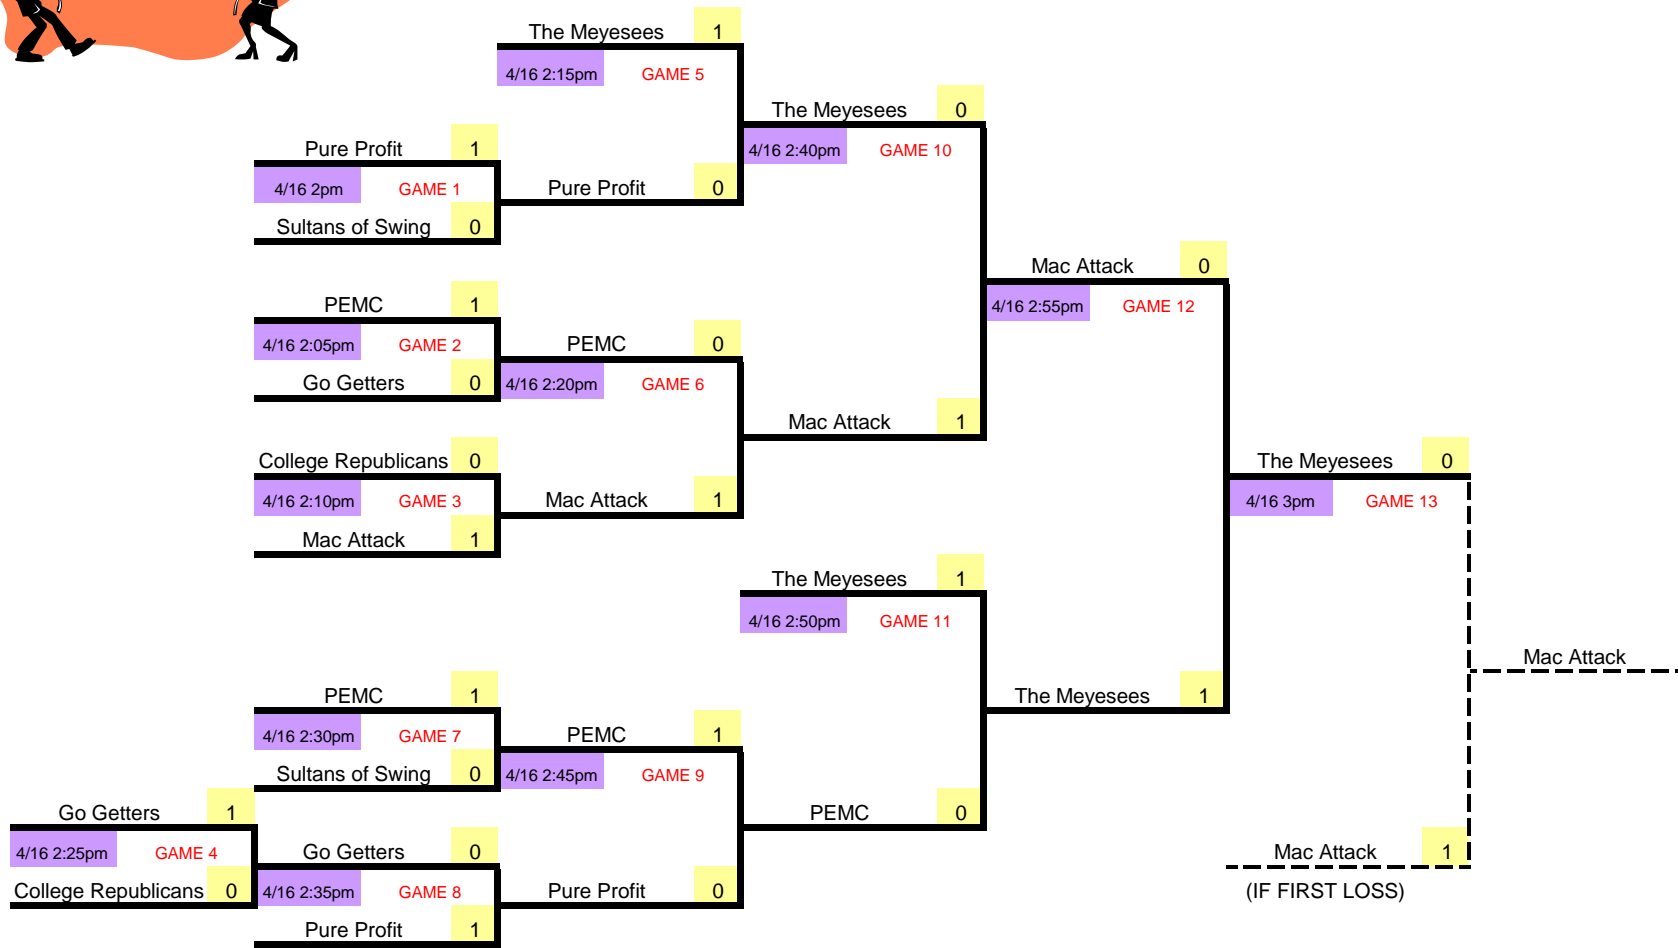 The Meyesees 1
4/16 2:15pm GAME 5
The Meyesees 0
Pure Profit 1
4/16 2:40pm GAME 10
4/16 2pm GAME 1
Pure Profit 0
Sultans of Swing 0
Mac Attack 0
PEMC 1
4/16 2:55pm GAME 12
4/16 2:05pm GAME 2
PEMC 0
Go Getters 0
4/16 2:20pm GAME 6
Mac Attack 1
College Republicans 0
The Meyesees 0
4/16 2:10pm GAME 3
Mac Attack 1
4/16 3pm GAME 13
Mac Attack 1
The Meyesees 1
4/16 2:50pm GAME 11
Mac Attack
PEMC 1
The Meyesees 1
4/16 2:30pm GAME 7
PEMC 1
Sultans of Swing 0
4/16 2:45pm GAME 9
Go Getters 1
PEMC 0
4/16 2:25pm GAME 4
Go Getters 0
Mac Attack 1
College Republicans 0
4/16 2:35pm GAME 8
Pure Profit 0
(IF FIRST LOSS)
Pure Profit 1